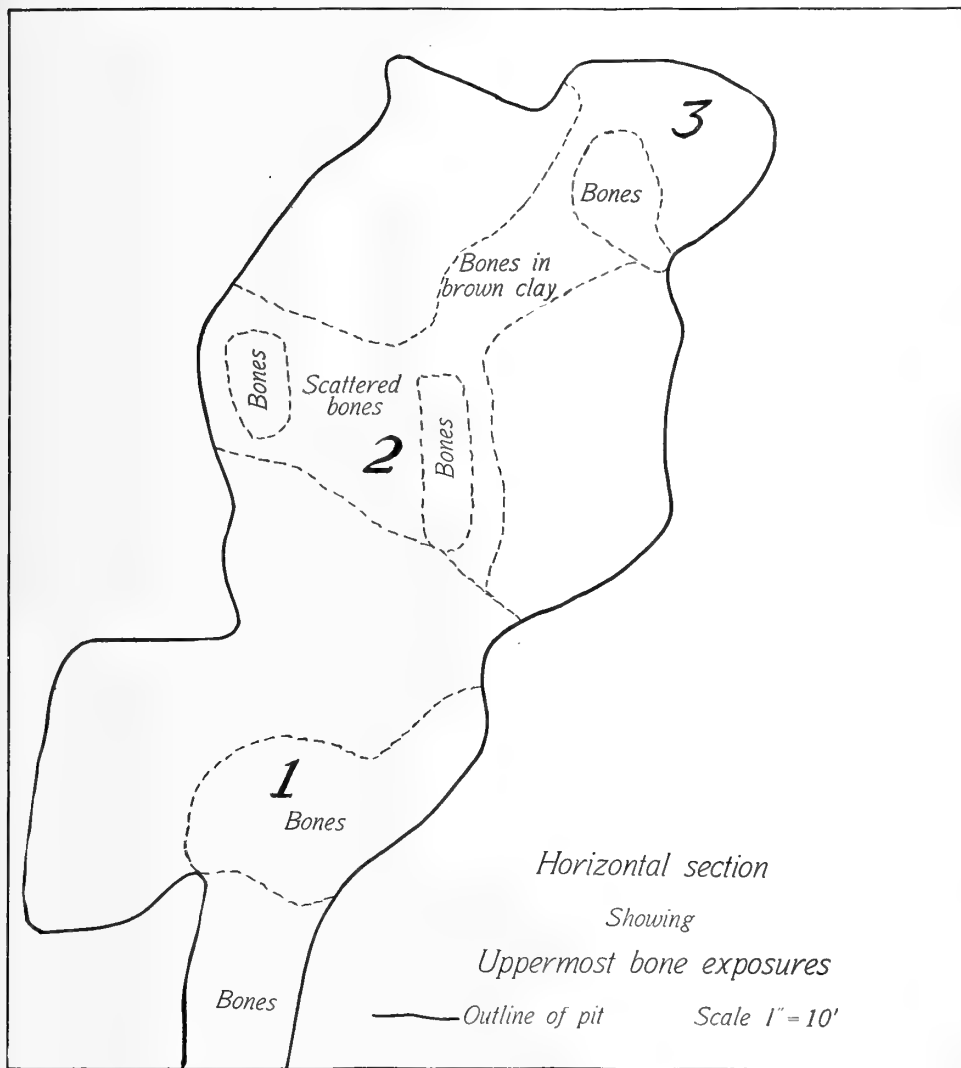 3
Bones
Bones in
brown clay
Bones
Scattered
bones
2
Bones
1
Bones
Horizontal section
Showing
Uppermost bone exposures
Bones
Outline of pit
Scale 1" = 10'